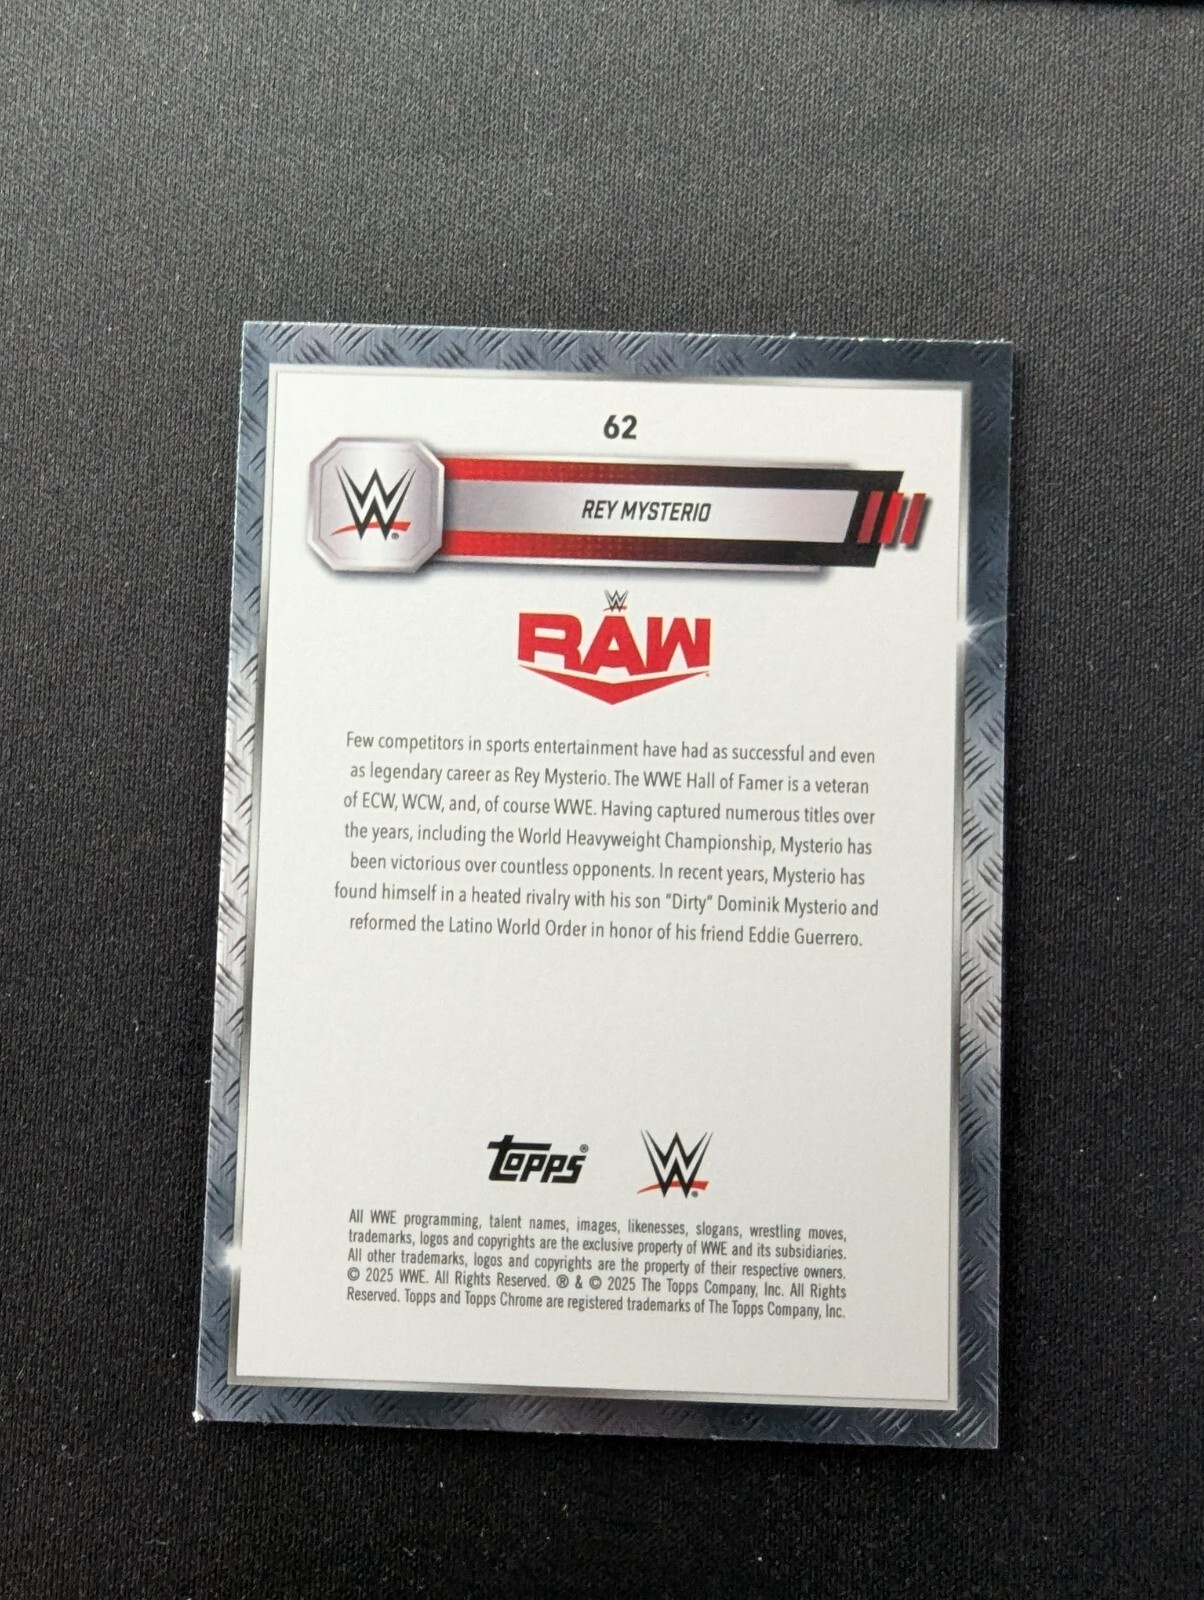 62
W
REY MYSTERIO
W
RAW
Few competitors in sports entertainment have had as successful and even
as legendary career as Rey Mysterio. The WWE Hall of Famer is a veteran
of ECW, WCW, and, of course WWE. Having captured numerous titles over
the years, including the World Heavyweight Championship, Mysterio has
been victorious over countless opponents. In recent years, Mysterio has
found himself in a heated rivalry with his son "Dirty" Dominik Mysterio and
reformed the Latino World Order in honor of his friend Eddie Guerrero.
Topps® W
All WWE programming, talent names, images, likenesses, slogans, wrestling moves,
trademarks, logos and copyrights are the exclusive property of WWE and its subsidiaries.
All other trademarks, logos and copyrights are the property of their respective owners.
© 2025 WWE. All Rights Reserved. ® & © 2025 The Topps Company, Inc. All Rights
Reserved. Topps and Topps Chrome are registered trademarks of The Topps Company, Inc.